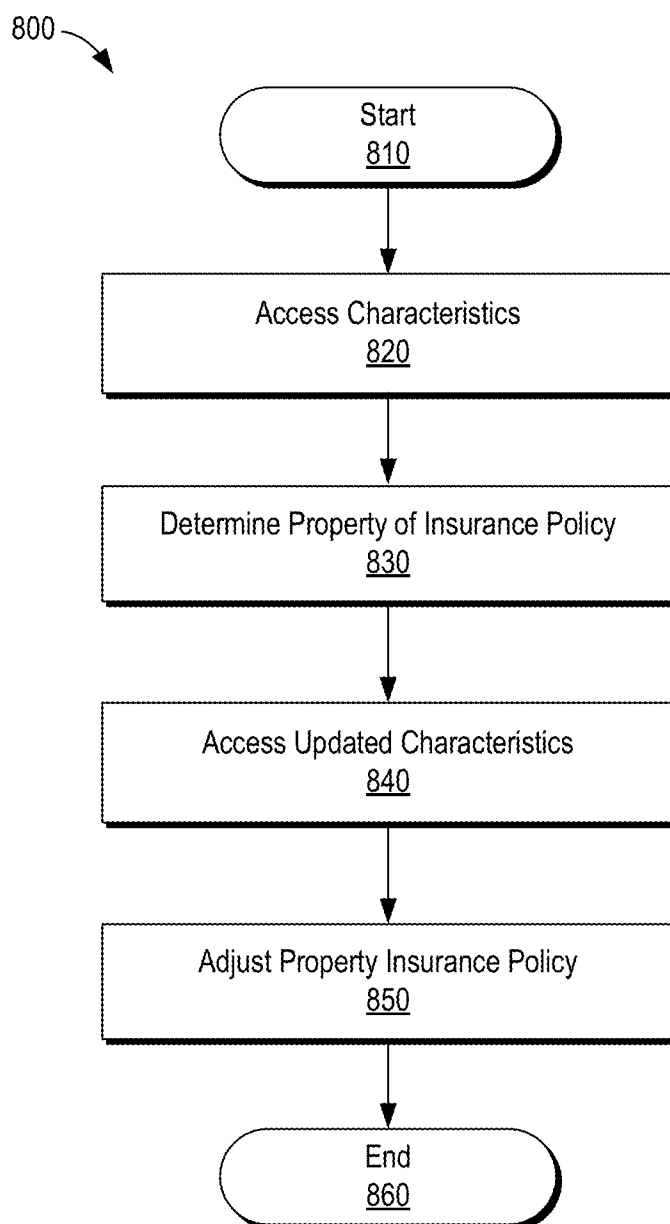 800
Start
810
Access Characteristics
820
Determine Property of Insurance Policy
830
Access Updated Characteristics
840
Adjust Property Insurance Policy
850
End
860